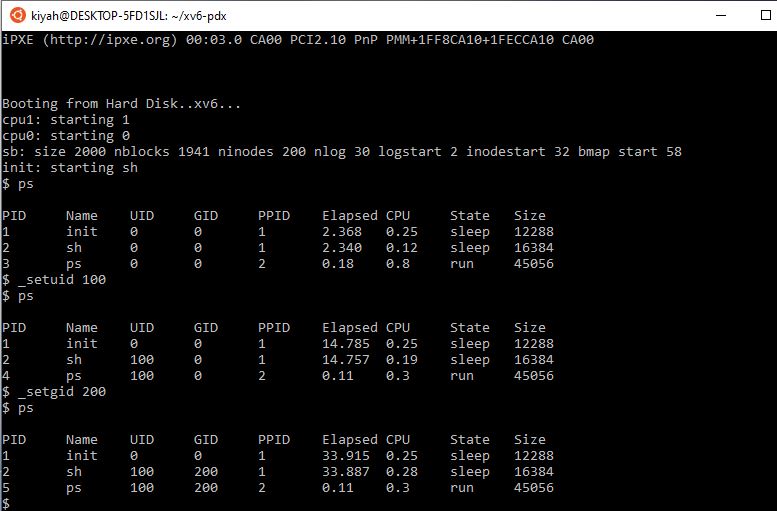 kiyah@DESKTOP-5FD1SJL: ~/xv6-pdx
iPXE (http://ipxe.org) 00:03.0 CA00 PCI2.10 PnP PMM+1FF8CA10+1FECCA10 CA00
Booting from Hard Disk..xv6...
cpu1: starting 1
cpu0: starting 0
sb: size 2000 nblocks 1941 ninodes 200 nlog 30 logstart 2 inodestart 32 bmap start 58
init: starting sh
$ ps
PID Name UID GID PPID Elapsed CPU State Size
1 init 0 0 1 2.368 0.25 sleep 12288
2 sh 0 0 1 2.340 0.12 sleep 16384
3 ps 0 0 2 0.18 0.8 run 45056
$ _setuid 100
$ ps
PID Name UID GID PPID Elapsed CPU State Size
1 init 0 0 1 14.785 0.25 sleep 12288
2 sh 100 0 1 14.757 0.19 sleep 16384
4 ps 100 0 2 0.11 0.3 run 45056
$ _setgid 200
$ ps
PID Name UID GID PPID Elapsed CPU State Size
1 init 0 0 1 33.915 0.25 sleep 12288
2 sh 100 200 1 33.887 0.28 sleep 16384
5 ps 100 200 2 0.11 0.3 run 45056
$